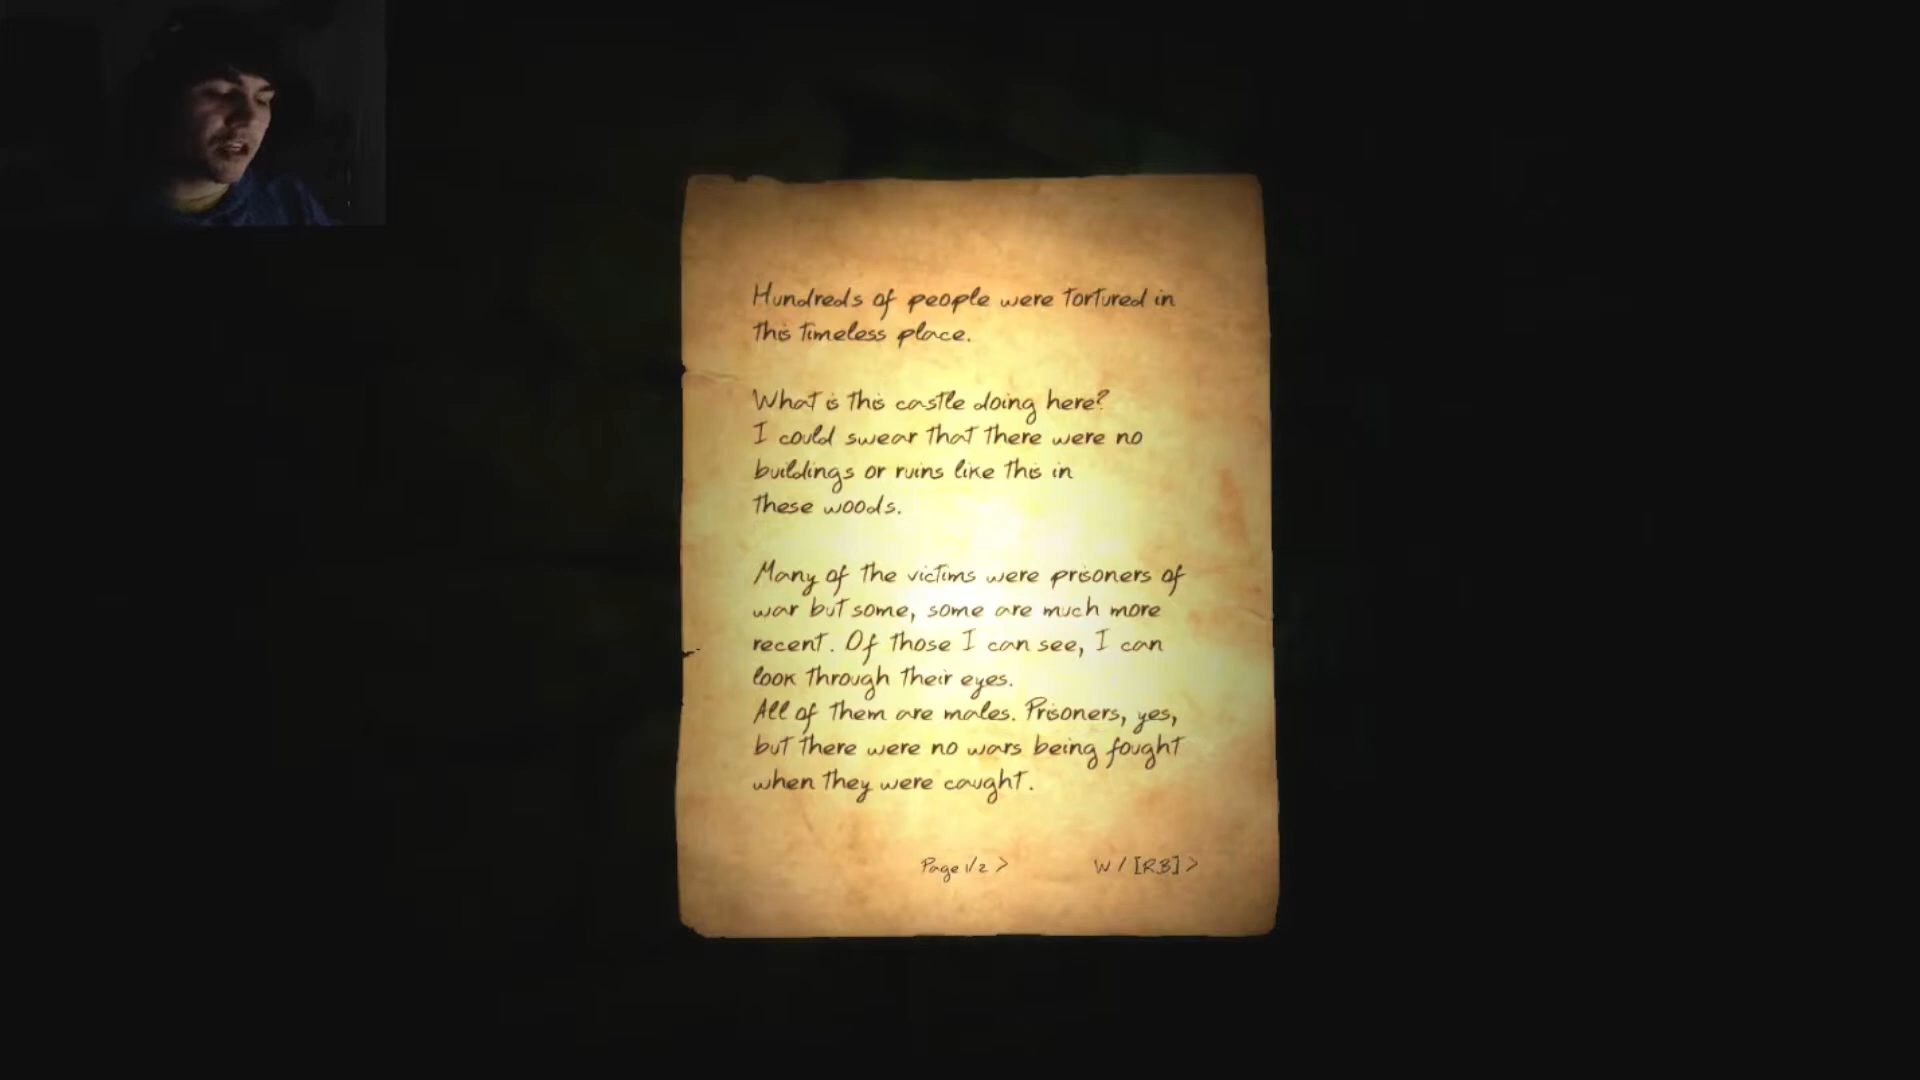 Hundreds of people were tortured in
this timeless place.
What is this castle doing here?
I could swear that there were no
buildings or ruins like this in
these woods.
Many of the victims were prisoners of
war but some, some are much more
recent. Of those I can see, I can
look through their eyes.
All of them are males. Prisoners, yes,
but there were no wars being fought
when they were caught.
Page 1/2 > W / [RB] >